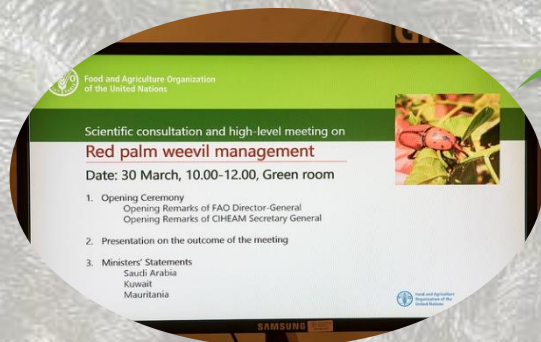 Food and Agriculture Organization
of the United Nations
Scientific consultation and high-level meeting on
Red palm weevil management
Date: 30 March, 10.00-12.00, Green room
1. Opening Ceremony
Opening Remarks of FAO Director-General
Opening Remarks of CIHEAM Secretary General
2. Presentation on the outcome of the meeting
3. Ministers' Statements
Saudi Arabia
Kuwait
Mauritania
Food and Agriculture
Organization of the
United Nations
SAMSUNG